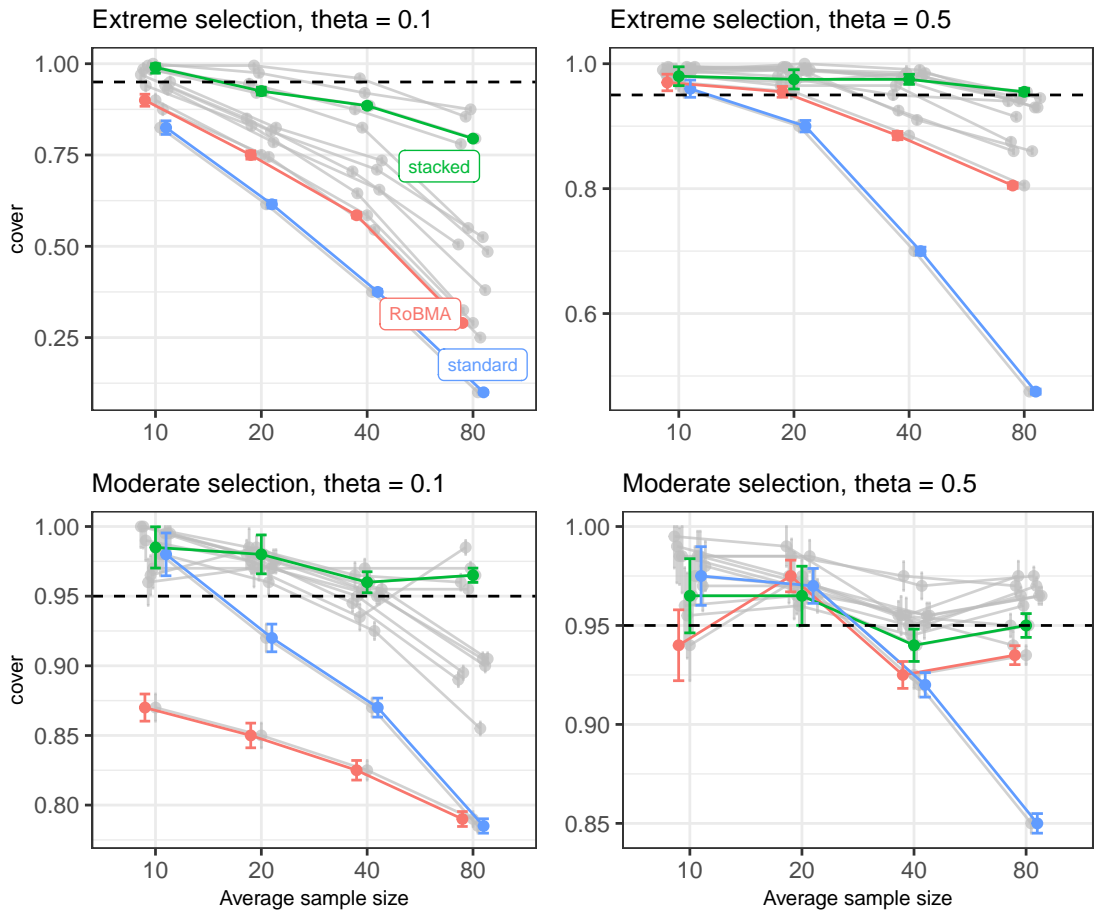 Extreme selection, theta = 0.1
1.00
0.75
0.50
0.25
cover
stacked
RoBMA
standard
10 20 40 80
Extreme selection, theta = 0.5
1.0
0.8
0.6
10 20 40 80
Moderate selection, theta = 0.1
1.00
0.95
0.90
0.85
0.80
cover
10 20 40 80
Average sample size
Moderate selection, theta = 0.5
1.00
0.95
0.90
0.85
10 20 40 80
Average sample size